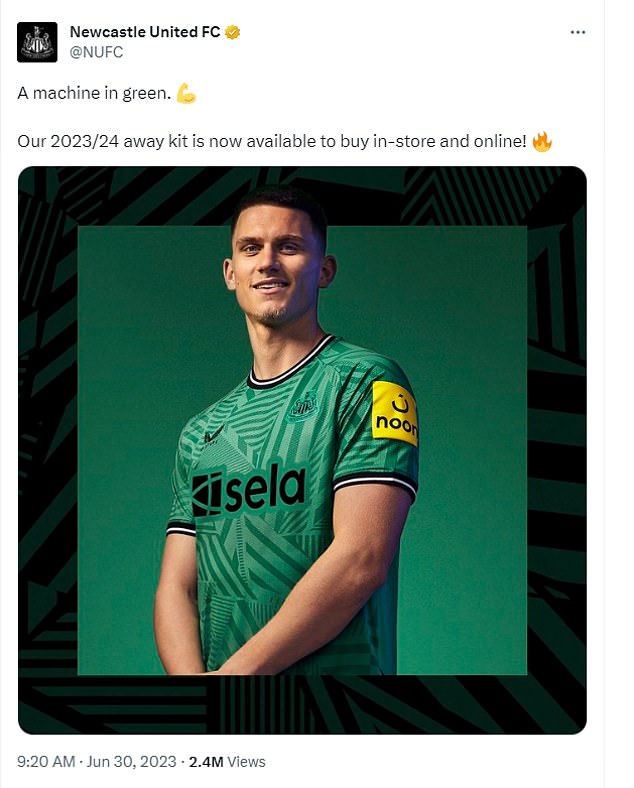 Newcastle United FC
@NUFC
A machine in green. 💪
Our 2023/24 away kit is now available to buy in-store and online! 🔥
ن
noon
sela
9:20 AM · Jun 30, 2023 · 2.4M Views